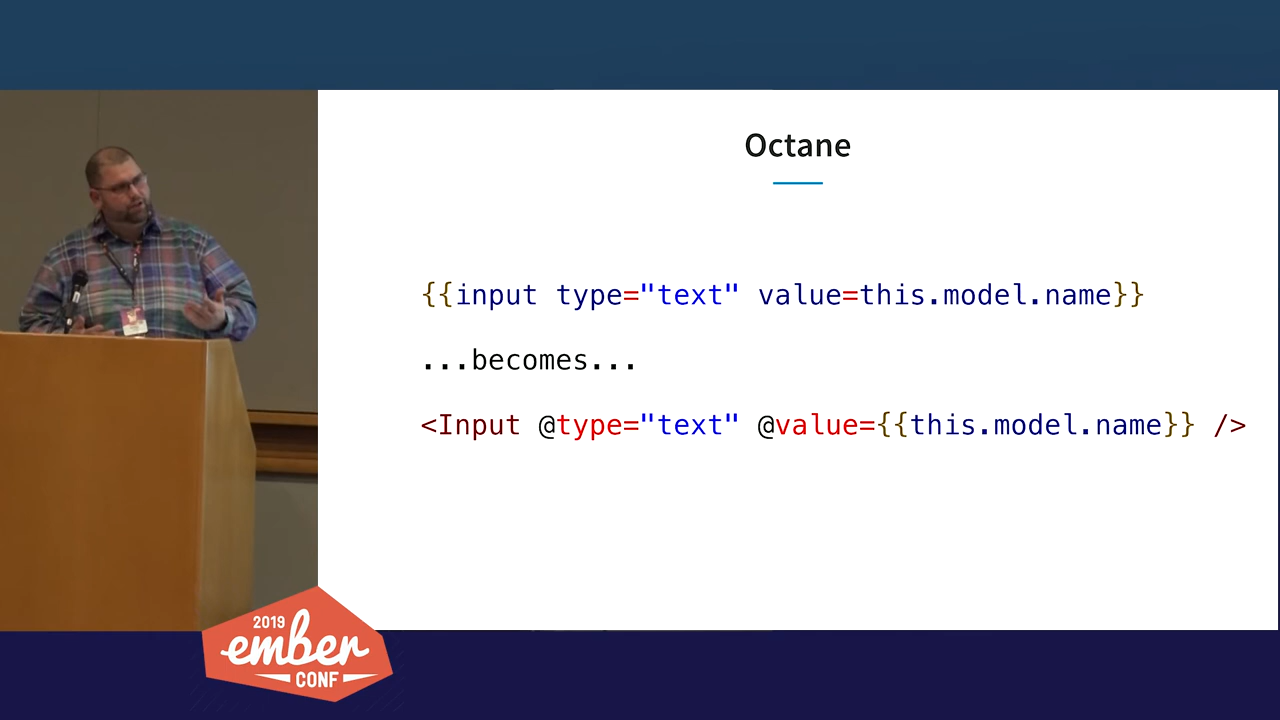 Octane
{{input type="text" value=this.model.name}}
...becomes...
<Input @type="text" @value={{this.model.name}} />
2019
ember
CONF